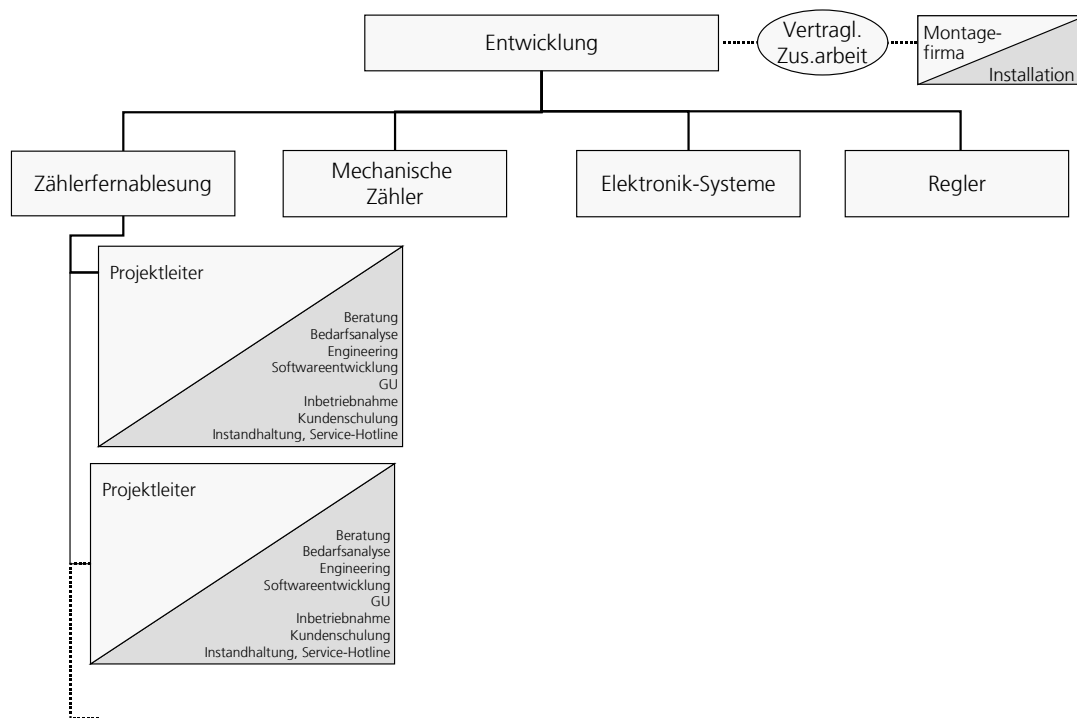 Entwicklung
Vertragl.
Zus.arbeit
Montage-
firma
Installation
Zählerfernablesung
Mechanische
Zähler
Elektronik-Systeme
Regler
Projektleiter
Beratung
Bedarfsanalyse
Engineering
Softwareentwicklung
GU
Inbetriebnahme
Kundenschulung
Instandhaltung, Service-Hotline
Projektleiter
Beratung
Bedarfsanalyse
Engineering
Softwareentwicklung
GU
Inbetriebnahme
Kundenschulung
Instandhaltung, Service-Hotline